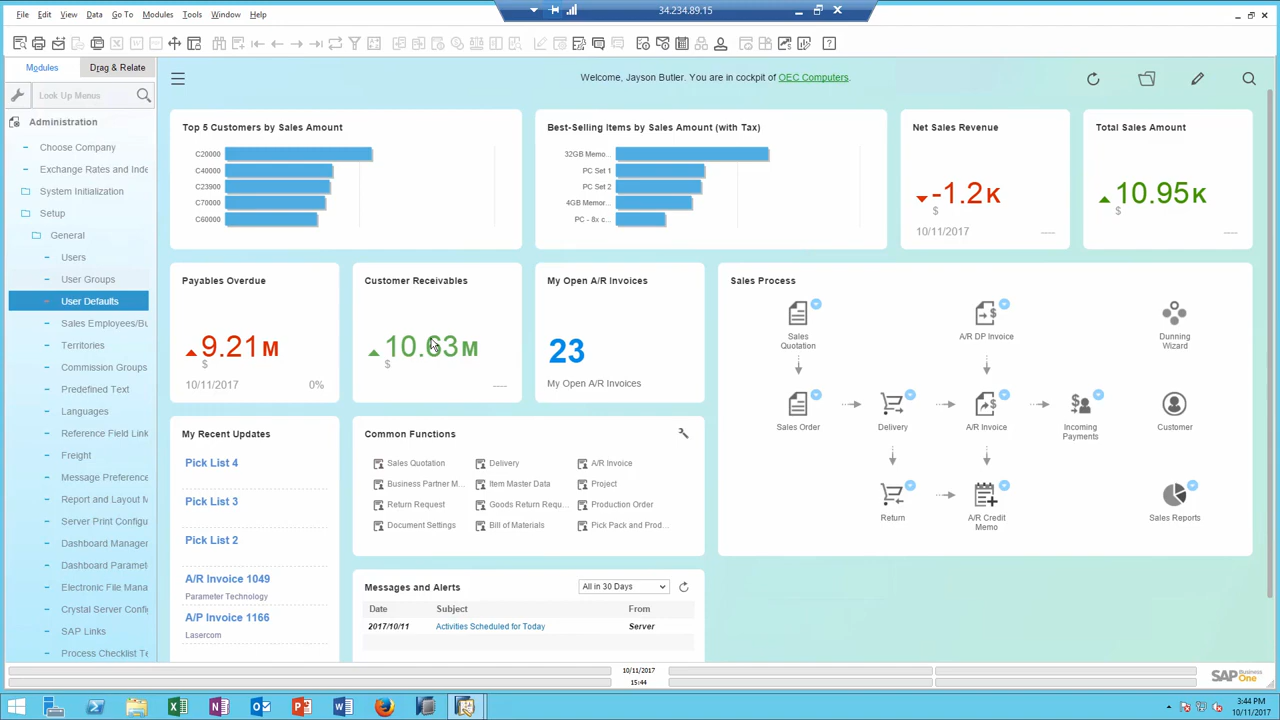 34.234.89.15
File Edit View Data Go To Modules Tools Window Help
Modules
Drag & Relate
Look Up Menus
Administration
Choose Company
Exchange Rates and Inde
System Initialization
Setup
General
Users
User Groups
User Defaults
Sales Employees/Bu
Territories
Commission Groups
Predefined Text
Languages
Reference Field Link
Freight
Message Preference
Report and Layout M
Server Print Configu
Dashboard Manager
Dashboard Paramete
Electronic File Mana
Crystal Server Config
SAP Links
Process Checklist Te
Welcome, Jayson Butler. You are in cockpit of OEC Computers.
Top 5 Customers by Sales Amount
C20000
C40000
C23900
C70000
C60000
Best-Selling Items by Sales Amount (with Tax)
32GB Memo...
PC Set 1
PC Set 2
4GB Memor...
PC - 8x c...
Net Sales Revenue
-1.2K
$
10/11/2017 ----
Total Sales Amount
10.95K
$
----
Payables Overdue
9.21M
$
10/11/2017 0%
Customer Receivables
10.63M
$
----
My Open A/R Invoices
23
My Open A/R Invoices
Sales Process
Sales
Quotation
A/R DP Invoice
Dunning
Wizard
Sales Order
Delivery
A/R Invoice
Incoming
Payments
Customer
Return
A/R Credit
Memo
Sales Reports
My Recent Updates
Pick List 4
Pick List 3
Pick List 2
A/R Invoice 1049
Parameter Technology
A/P Invoice 1166
Lasercom
Common Functions
Sales Quotation Delivery A/R Invoice
Business Partner M... Item Master Data Project
Return Request Goods Return Requ... Production Order
Document Settings Bill of Materials Pick Pack and Prod...
Messages and Alerts
All in 30 Days
Date Subject From
2017/10/11 Activities Scheduled for Today Server
10/11/2017
15:44
SAP Business One
3:44 PM
10/11/2017